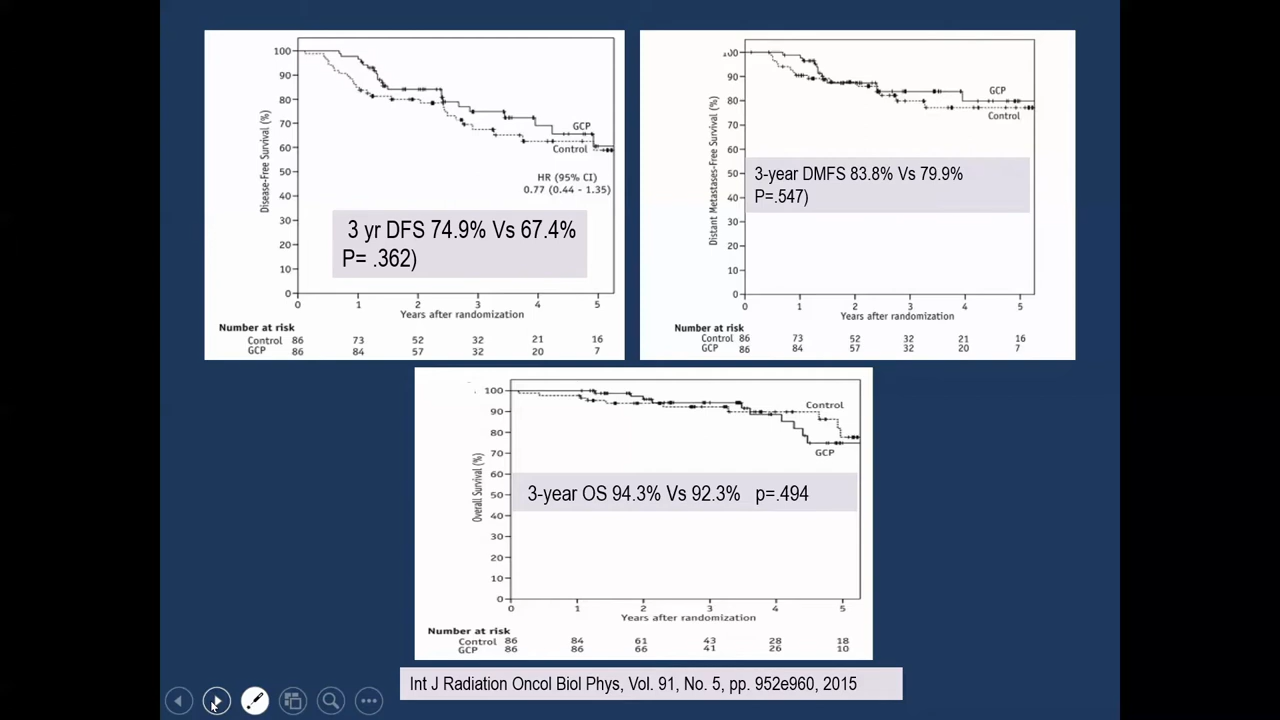 Disease-Free Survival (%)
100
90
80
70
60
50
40
30
20
10
0
GCP
Control
HR (95% CI)
0.77 (0.44 - 1.35)
3 yr DFS 74.9% Vs 67.4%
P= .362)
0 1 2 3 4 5
Years after randomization
Number at risk
Control 86 73 52 32 21 16
GCP 86 84 57 32 20 7
Distant Metastases-Free Survival (%)
100
90
80
70
60
50
40
30
20
10
0
GCP
Control
3-year DMFS 83.8% Vs 79.9%
P=.547)
0 1 2 3 4 5
Years after randomization
Number at risk
Control 86 73 52 32 21 16
GCP 86 84 57 32 20 7
Overall Survival (%)
100
90
80
70
60
50
40
30
20
10
0
Control
GCP
3-year OS 94.3% Vs 92.3% p=.494
0 1 2 3 4 5
Years after randomization
Number at risk
Control 86 84 61 43 28 18
GCP 86 86 66 41 26 10
Int J Radiation Oncol Biol Phys, Vol. 91, No. 5, pp. 952e960, 2015